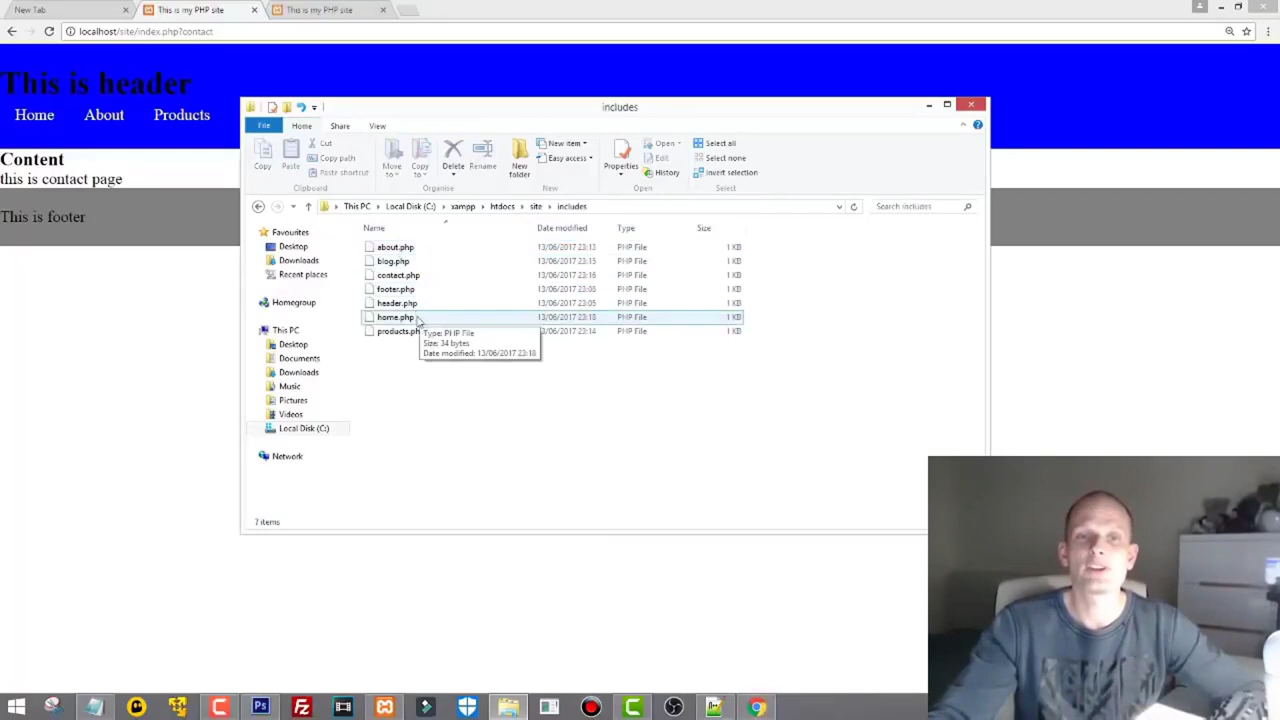 New Tab
This is my PHP site
This is my PHP site
localhost/site/index.php?contact
This is header
Home About Products
Content
this is contact page
This is footer
includes
File Home Share View
Copy
Paste
Cut
Copy path
Paste shortcut
Clipboard
Move to
Copy to
Delete
Rename
Organise
New folder
New item
Easy access
New
Properties
Open
Edit
History
Open
Select all
Select none
Invert selection
Select
This PC Local Disk (C:) xampp htdocs site includes
Search includes
Favourites
Desktop
Downloads
Recent places
Homegroup
This PC
Desktop
Documents
Downloads
Music
Pictures
Videos
Local Disk (C:)
Network
Name Date modified Type Size
about.php 13/06/2017 23:13 PHP File 1 KB
blog.php 13/06/2017 23:15 PHP File 1 KB
contact.php 13/06/2017 23:16 PHP File 1 KB
footer.php 13/06/2017 23:08 PHP File 1 KB
header.php 13/06/2017 23:05 PHP File 1 KB
home.php 13/06/2017 23:18 PHP File 1 KB
products.ph 3/06/2017 23:14 PHP File 1 KB
Type: PHP File
Size: 34 bytes
Date modified: 13/06/2017 23:18
7 items